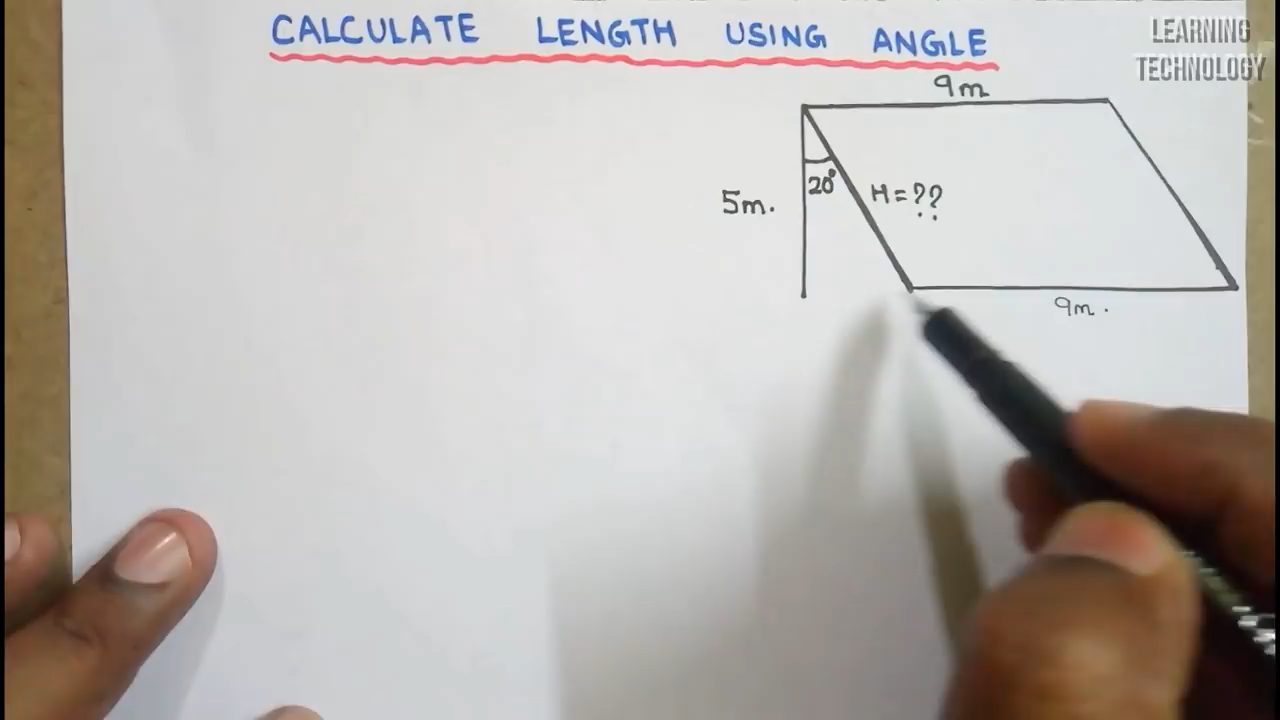 CALCULATE LENGTH USING ANGLE
LEARNING
TECHNOLOGY
9m
20°
H=??
5m.
9m.